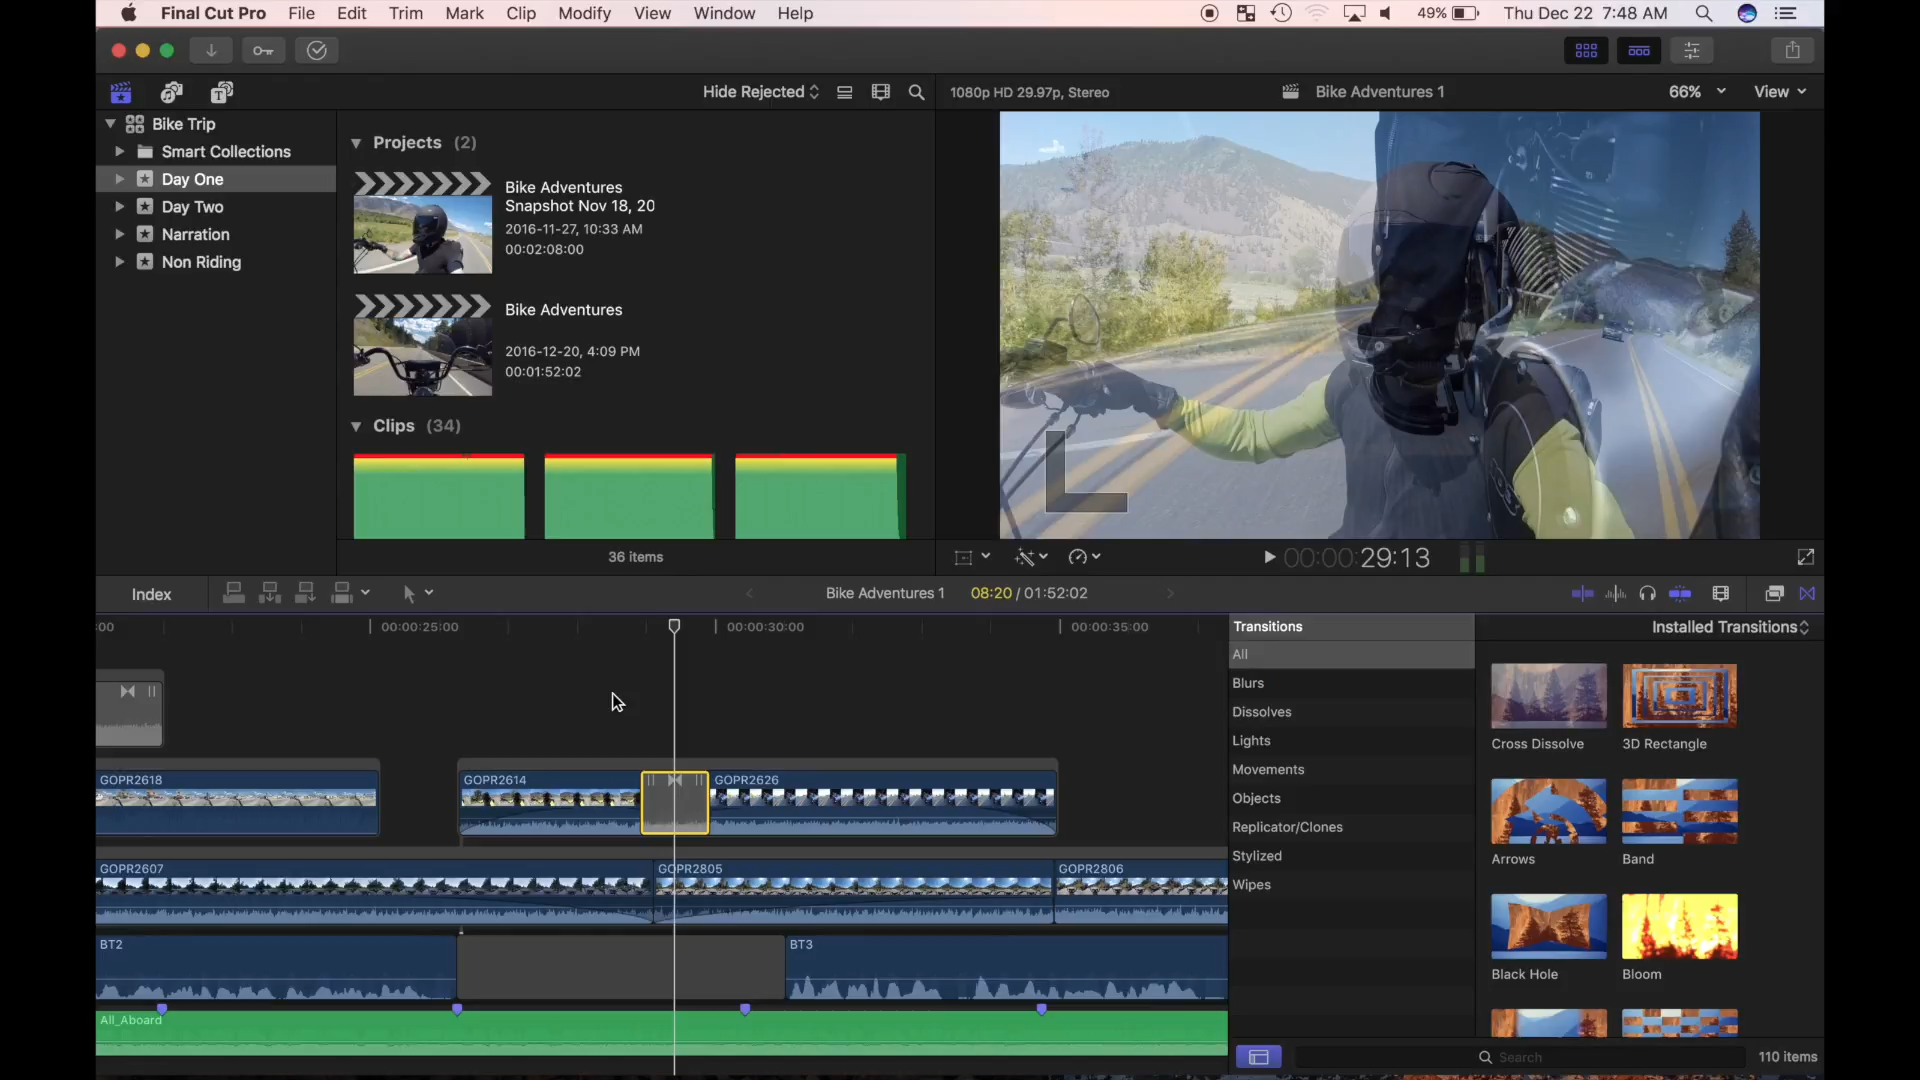 Final Cut Pro File Edit Trim Mark Clip Modify View Window Help 49% Thu Dec 22 7:48 AM
Hide Rejected 1080p HD 29.97p, Stereo Bike Adventures 1 66% View
Bike Trip
Smart Collections
Day One
Day Two
Narration
Non Riding
Projects (2)
Bike Adventures
Snapshot Nov 18, 20
2016-11-27, 10:33 AM
00:02:08:00
Bike Adventures
2016-12-20, 4:09 PM
00:01:52:02
Clips (34)
36 items
00:00:29:13
Index Bike Adventures 1 08:20 / 01:52:02
:00 00:00:25:00 00:00:30:00 00:00:35:00
GOPR2618 GOPR2614 GOPR2626
GOPR2607 GOPR2805 GOPR2806
BT2 BT3
All_Aboard
Transitions
All
Blurs
Dissolves
Lights
Movements
Objects
Replicator/Clones
Stylized
Wipes
Installed Transitions
Cross Dissolve 3D Rectangle
Arrows Band
Black Hole Bloom
Search 110 items